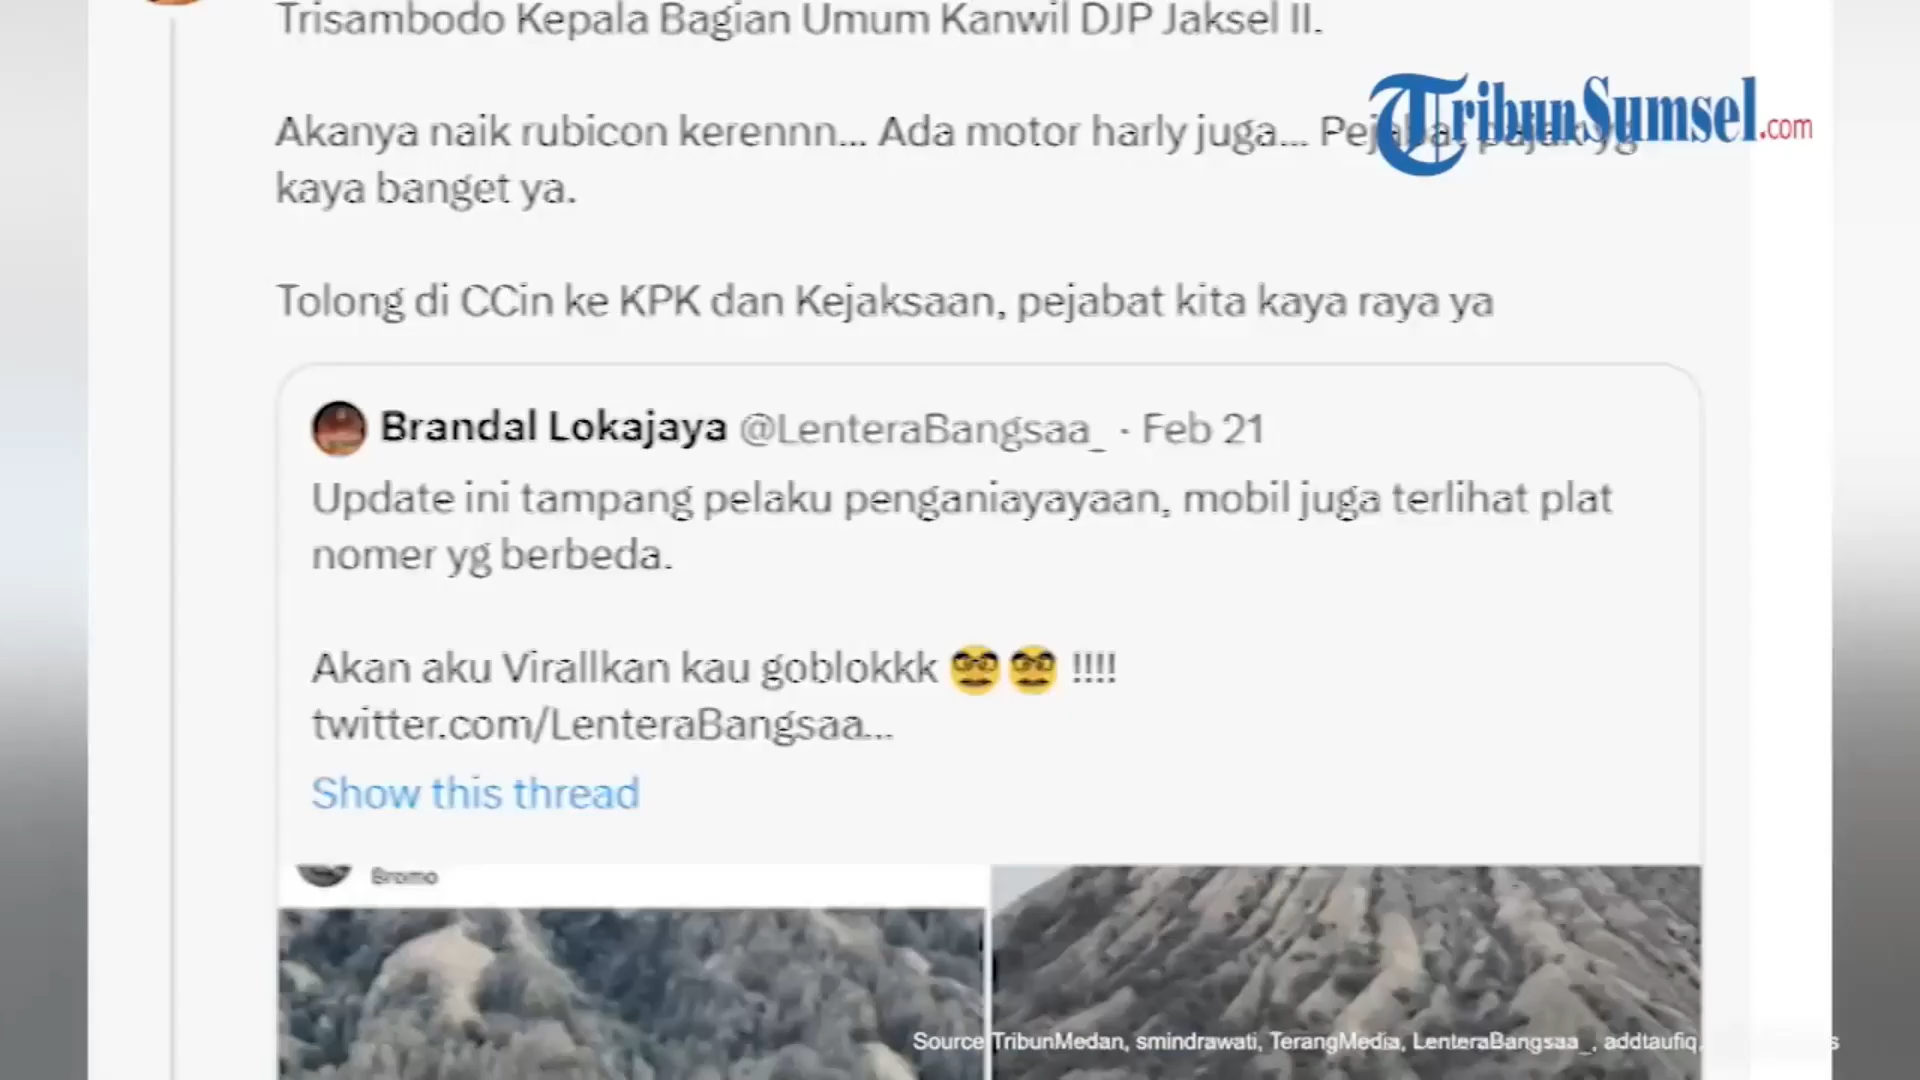 Trisambodo Kepala Bagian Umum Kanwil DJP Jaksel II.
TribunSumsel.com
Akanya naik rubicon kerennn... Ada motor harly juga... Pejabat pajak yg
kaya banget ya.
Tolong di CCin ke KPK dan Kejaksaan, pejabat kita kaya raya ya
Brandal Lokajaya @LenteraBangsaa_ · Feb 21
Update ini tampang pelaku penganiayayaan, mobil juga terlihat plat
nomer yg berbeda.
Akan aku Virallkan kau goblokkk 🥸🥸 !!!!
twitter.com/LenteraBangsaa...
Show this thread
Bromo
Source TribunMedan, smindrawati, TerangMedia, LenteraBangsaa_, addtaufiq,